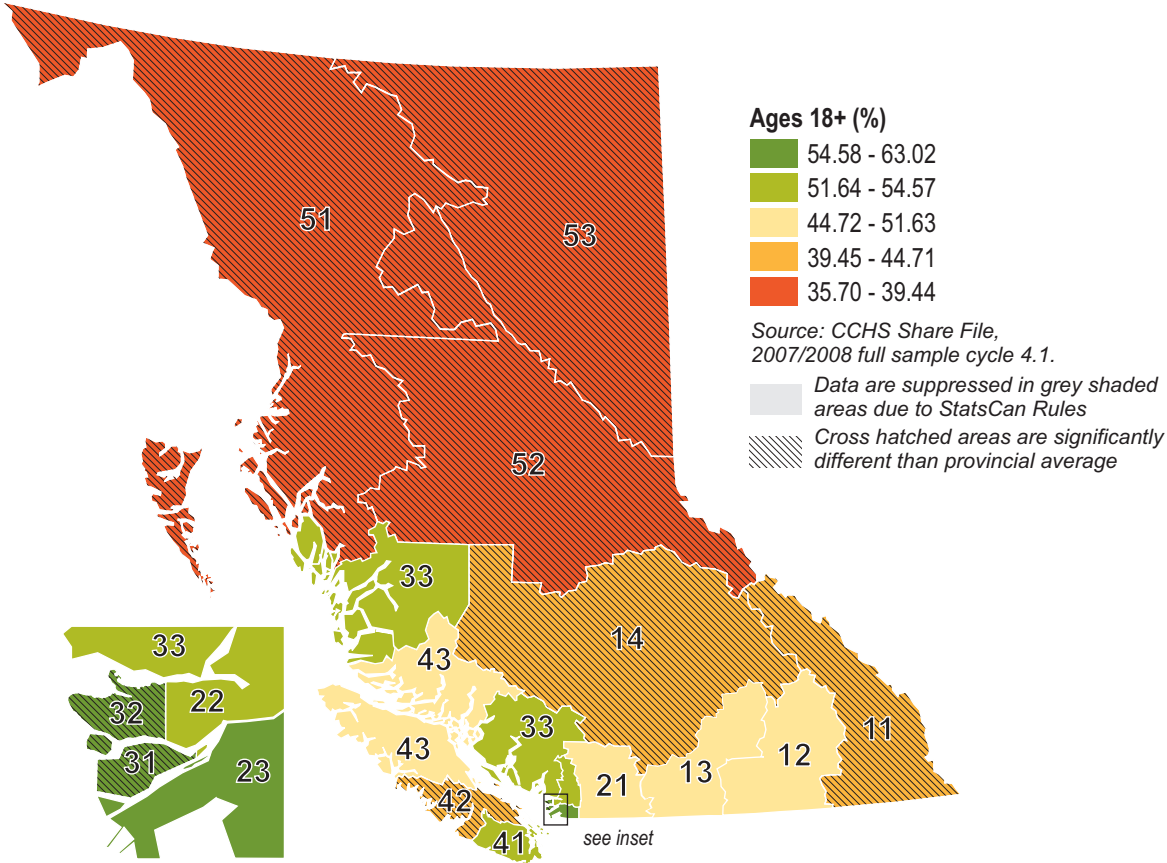 Ages 18+ (%)
54.58 - 63.02
51.64 - 54.57
44.72 - 51.63
39.45 - 44.71
35.70 - 39.44
Source: CCHS Share File,
2007/2008 full sample cycle 4.1.
Data are suppressed in grey shaded
areas due to StatsCan Rules
Cross hatched areas are significantly
different than provincial average
51
53
52
33
14
43
33
43
42
41
21
13
12
11
see inset
33
32
22
31
23